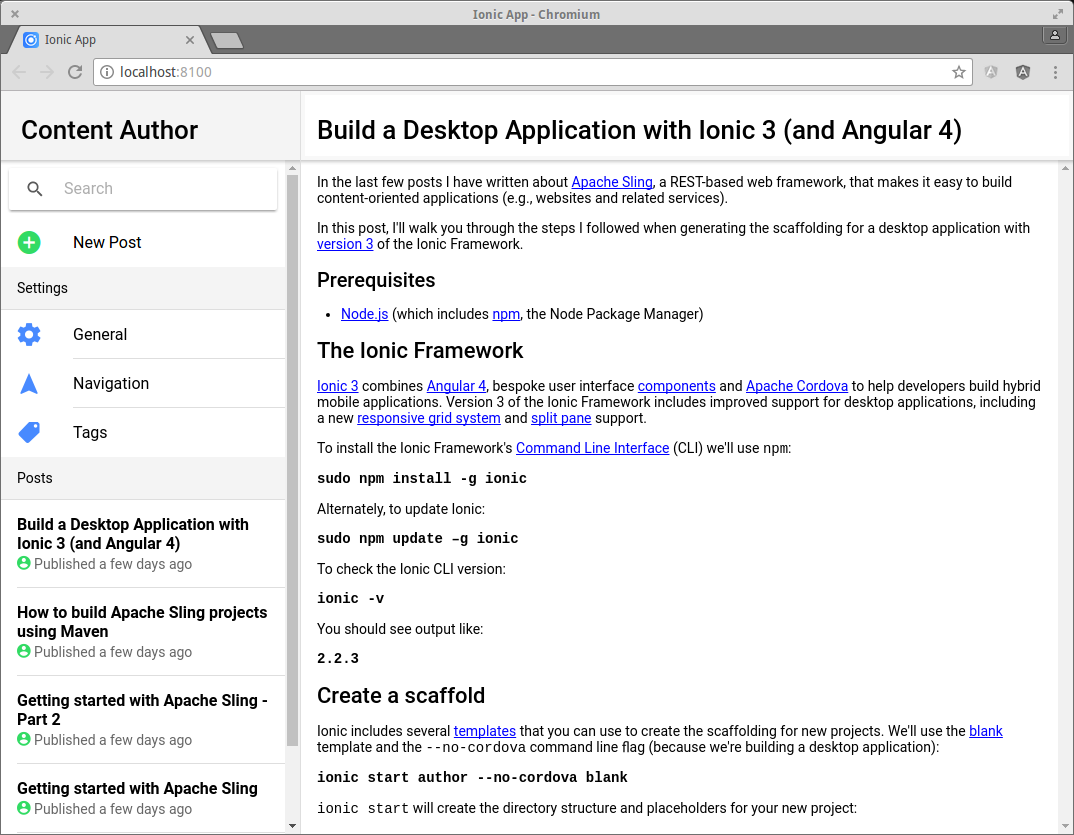 Ionic App - Chromium
Ionic App
localhost:8100
Content Author
Search
New Post
Settings
General
Navigation
Tags
Posts
Build a Desktop Application with
Ionic 3 (and Angular 4)
Published a few days ago
How to build Apache Sling projects
using Maven
Published a few days ago
Getting started with Apache Sling -
Part 2
Published a few days ago
Getting started with Apache Sling
Published a few days ago
Build a Desktop Application with Ionic 3 (and Angular 4)
In the last few posts I have written about Apache Sling, a REST-based web framework, that makes it easy to build
content-oriented applications (e.g., websites and related services).
In this post, I'll walk you through the steps I followed when generating the scaffolding for a desktop application with
version 3 of the Ionic Framework.
Prerequisites
• Node.js (which includes npm, the Node Package Manager)
The Ionic Framework
Ionic 3 combines Angular 4, bespoke user interface components and Apache Cordova to help developers build hybrid
mobile applications. Version 3 of the Ionic Framework includes improved support for desktop applications, including
a new responsive grid system and split pane support.
To install the Ionic Framework's Command Line Interface (CLI) we'll use npm:
sudo npm install -g ionic
Alternately, to update Ionic:
sudo npm update –g ionic
To check the Ionic CLI version:
ionic -v
You should see output like:
2.2.3
Create a scaffold
Ionic includes several templates that you can use to create the scaffolding for new projects. We'll use the blank
template and the --no-cordova command line flag (because we're building a desktop application):
ionic start author --no-cordova blank
ionic start will create the directory structure and placeholders for your new project: